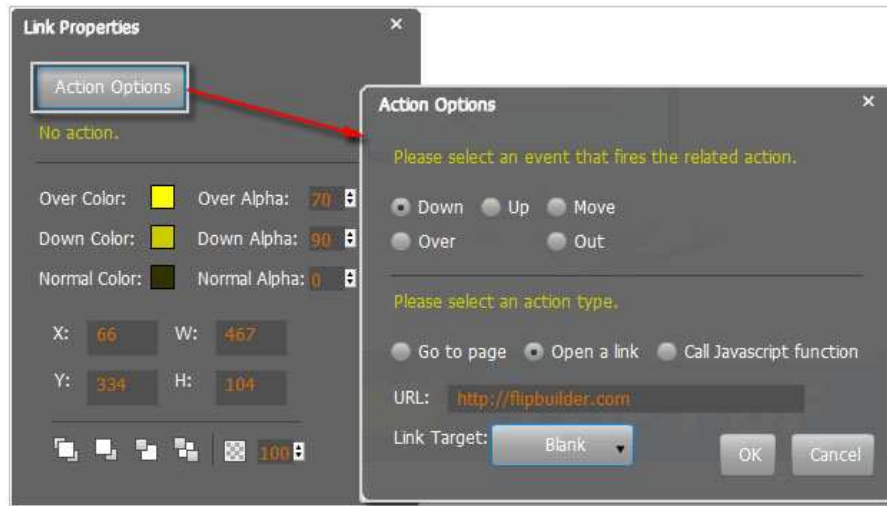 Link Properties
Action Options
No action.
Over Color: Over Alpha: 70
Down Color: Down Alpha: 90
Normal Color: Normal Alpha: 0
X: 66 W: 467
Y: 334 H: 104
100
Action Options
Please select an event that fires the related action.
Down Up Move
Over Out
Please select an action type.
Go to page Open a link Call Javascript function
URL: http://flipbuilder.com
Link Target: Blank
OK Cancel